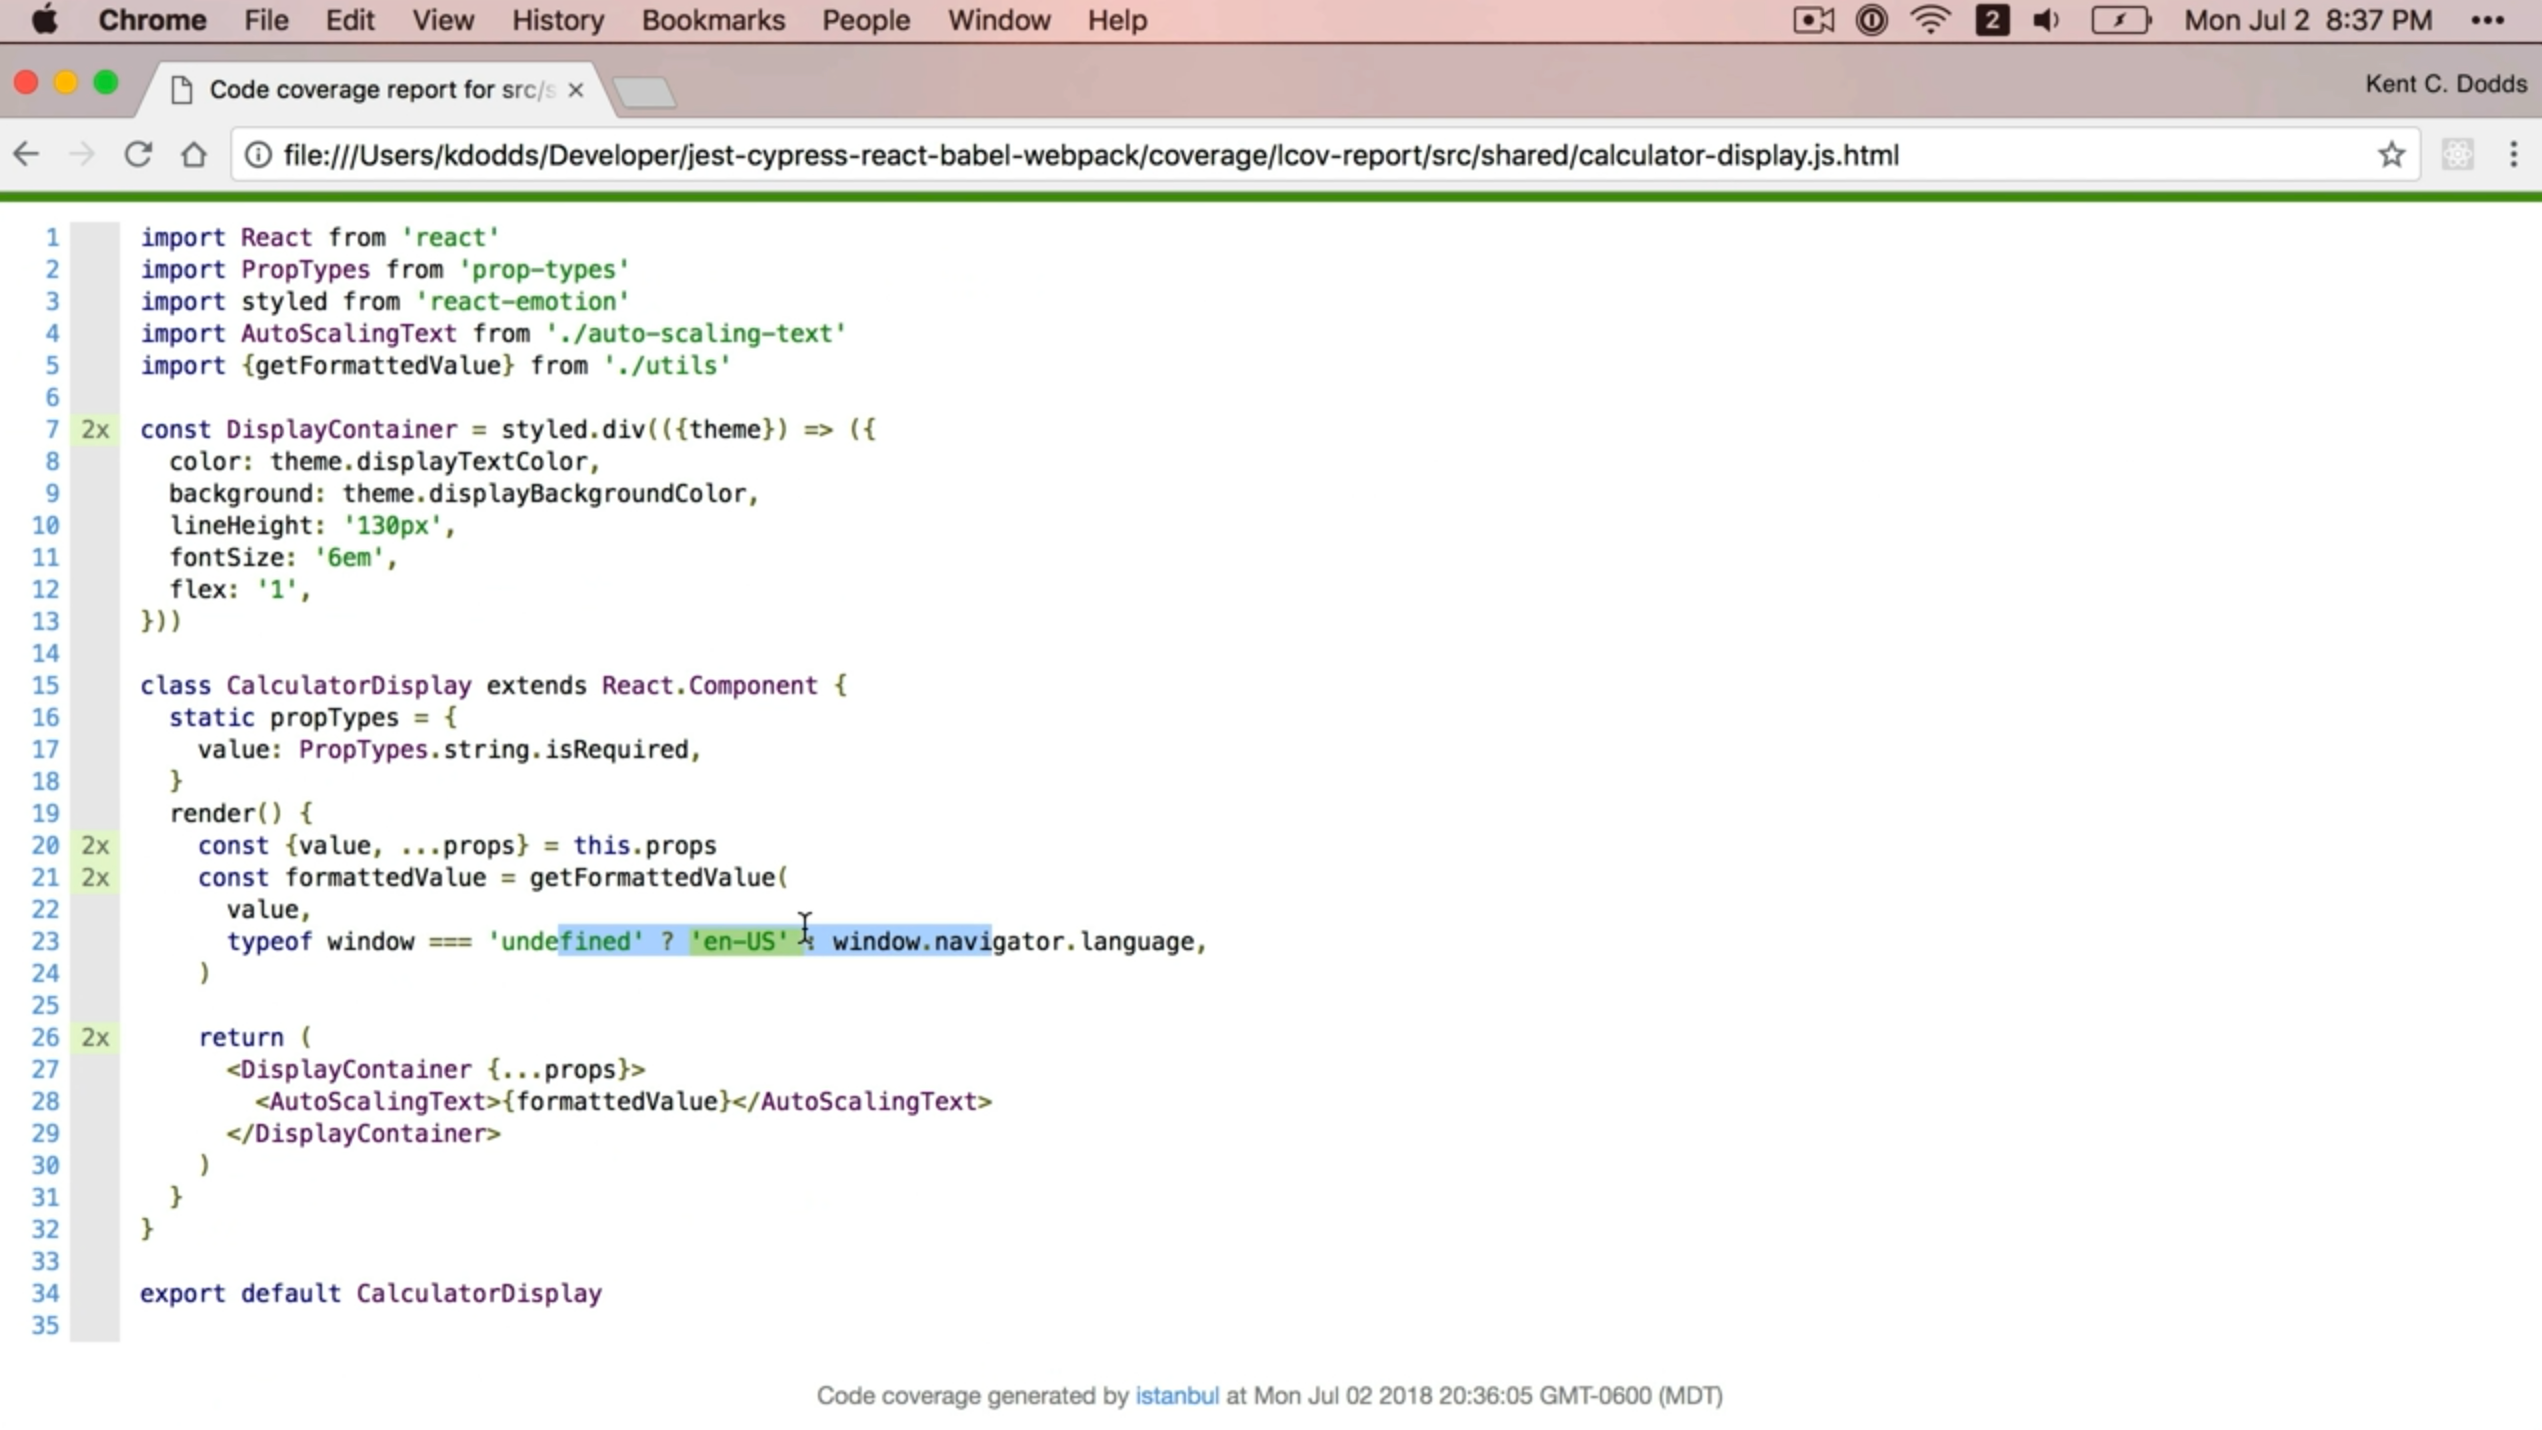 Chrome File Edit View History Bookmarks People Window Help 2 Mon Jul 2 8:37 PM
Code coverage report for src/s Kent C. Dodds
file:///Users/kdodds/Developer/jest-cypress-react-babel-webpack/coverage/lcov-report/src/shared/calculator-display.js.html
1 import React from 'react'
2 import PropTypes from 'prop-types'
3 import styled from 'react-emotion'
4 import AutoScalingText from './auto-scaling-text'
5 import {getFormattedValue} from './utils'
6
7 2x const DisplayContainer = styled.div(({theme}) => ({
8   color: theme.displayTextColor,
9   background: theme.displayBackgroundColor,
10   lineHeight: '130px',
11   fontSize: '6em',
12   flex: '1',
13 }))
14
15 class CalculatorDisplay extends React.Component {
16   static propTypes = {
17     value: PropTypes.string.isRequired,
18   }
19   render() {
20 2x     const {value, ...props} = this.props
21 2x     const formattedValue = getFormattedValue(
22       value,
23       typeof window === 'undefined' ? 'en-US' : window.navigator.language,
24     )
25
26 2x     return (
27       <DisplayContainer {...props}>
28         <AutoScalingText>{formattedValue}</AutoScalingText>
29       </DisplayContainer>
30     )
31   }
32 }
33
34 export default CalculatorDisplay
35
Code coverage generated by istanbul at Mon Jul 02 2018 20:36:05 GMT-0600 (MDT)